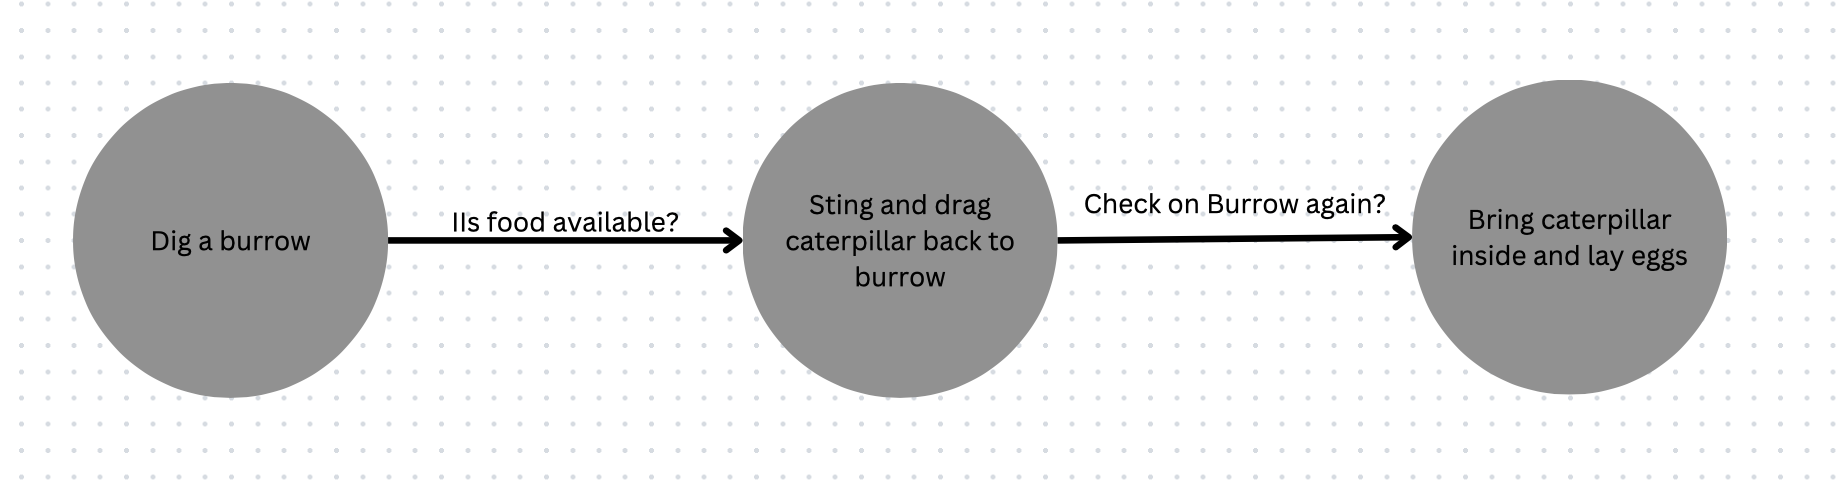 Dig a burrow
IIs food available?
Sting and drag
caterpillar back to
burrow
Check on Burrow again?
Bring caterpillar
inside and lay eggs